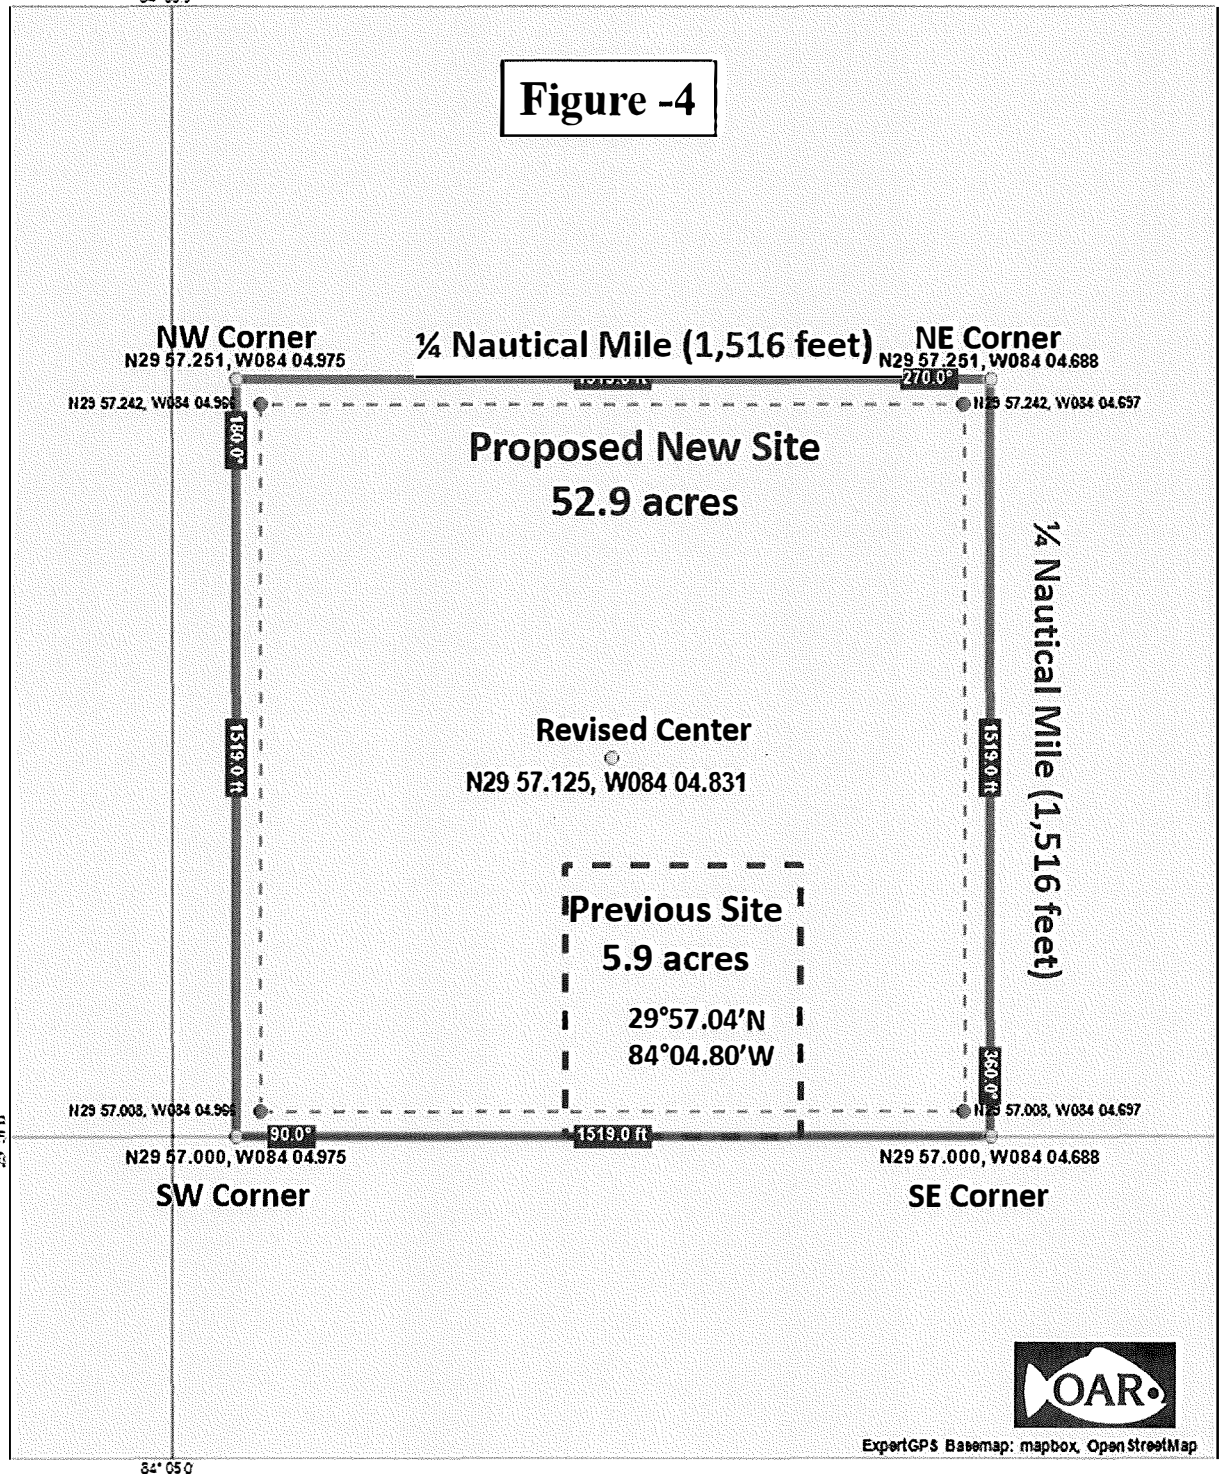 Figure -4
NW Corner
N29 57.251, W084 04.975
¼ Nautical Mile (1,516 feet)
NE Corner
N29 57.251, W084 04.688
270.0°
N29 57.242,
N29 57.242, W084 04.697
180.0°
Proposed New Site
52.9 acres
¼ Nautical Mile (1,516 feet)
1519.0 ft
1519.0 ft
Revised Center
N29 57.125, W084 04.831
Previous Site
5.9 acres
29°57.04'N
84°04.80'W
360.0°
N29 57.008,
N29 57.008, W084 04.697
90.0°
1519.0 ft
N29 57.000, W084 04.975
N29 57.000, W084 04.688
SW Corner
SE Corner
OAR
ExpertGPS Basemap: mapbox, OpenStreetMap
84° 05.0'